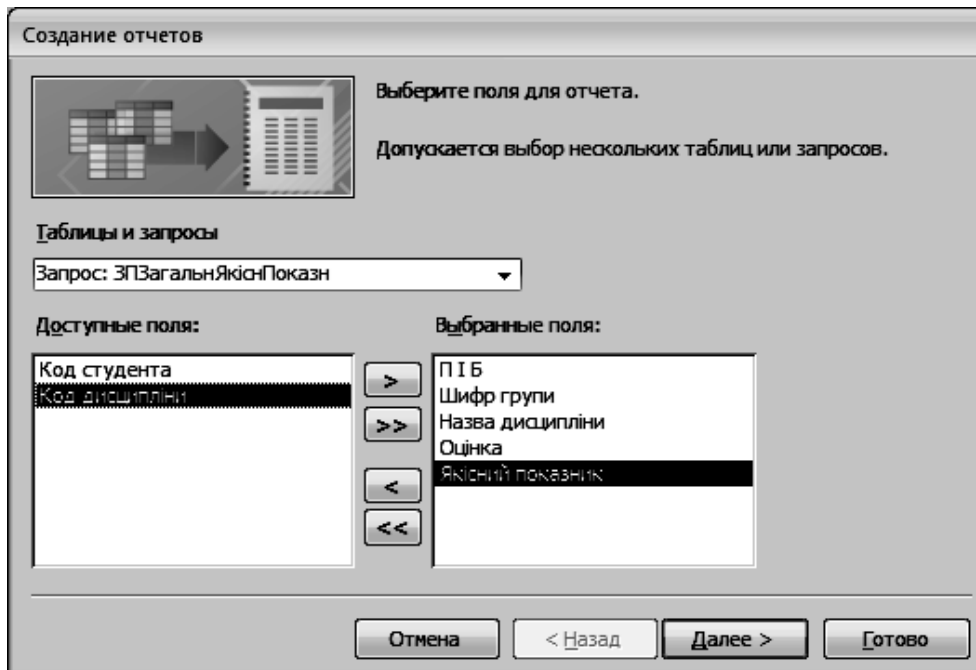 Создание отчетов
Выберите поля для отчета.
Допускается выбор нескольких таблиц или запросов.
Таблицы и запросы
Запрос: ЗПЗагальнЯкіснПоказн
Доступные поля:
Выбранные поля:
Код студента
Код дисципліни
>
>>
<
<<
П І Б
Шифр групи
Назва дисципліни
Оцінка
Якісний показник
Отмена
< Назад
Далее >
Готово